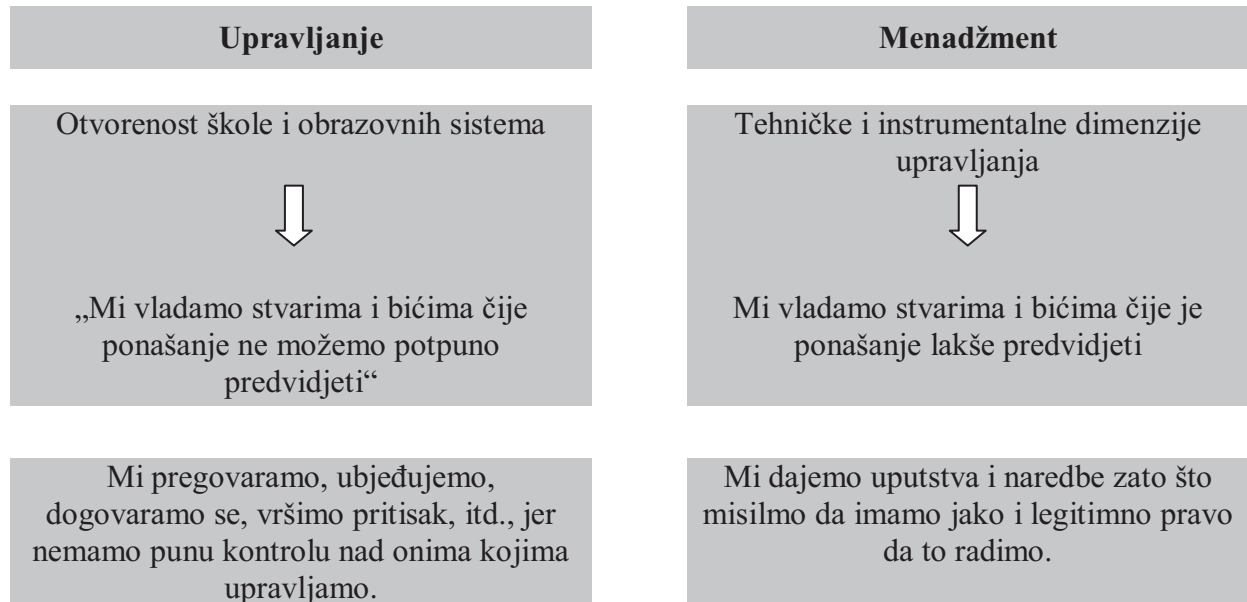 Upravljanje
Menadžment
Otvorenost škole i obrazovnih sistema
„Mi vladamo stvarima i bićima čije
ponašanje ne možemo potpuno
predvidjeti“
Tehničke i instrumentalne dimenzije
upravljanja
Mi vladamo stvarima i bićima čije je
ponašanje lakše predvidjeti
Mi pregovaramo, ubjeđujemo,
dogovaramo se, vršimo pritisak, itd., jer
nemamo punu kontrolu nad onima kojima
upravljamo.
Mi dajemo uputstva i naredbe zato što
misilmo da imamo jako i legitimno pravo
da to radimo.